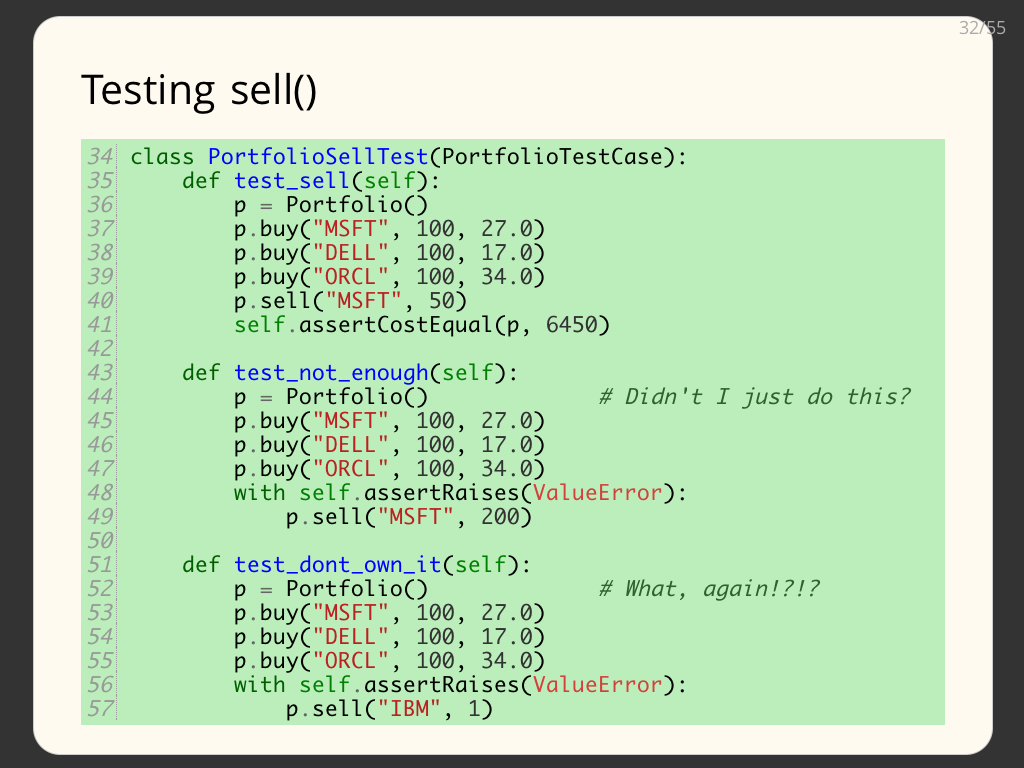 32/55
Testing sell()
34 class PortfolioSellTest(PortfolioTestCase):
35     def test_sell(self):
36         p = Portfolio()
37         p.buy("MSFT", 100, 27.0)
38         p.buy("DELL", 100, 17.0)
39         p.buy("ORCL", 100, 34.0)
40         p.sell("MSFT", 50)
41         self.assertCostEqual(p, 6450)
42
43     def test_not_enough(self):
44         p = Portfolio()             # Didn't I just do this?
45         p.buy("MSFT", 100, 27.0)
46         p.buy("DELL", 100, 17.0)
47         p.buy("ORCL", 100, 34.0)
48         with self.assertRaises(ValueError):
49             p.sell("MSFT", 200)
50
51     def test_dont_own_it(self):
52         p = Portfolio()             # What, again!?!?
53         p.buy("MSFT", 100, 27.0)
54         p.buy("DELL", 100, 17.0)
55         p.buy("ORCL", 100, 34.0)
56         with self.assertRaises(ValueError):
57             p.sell("IBM", 1)